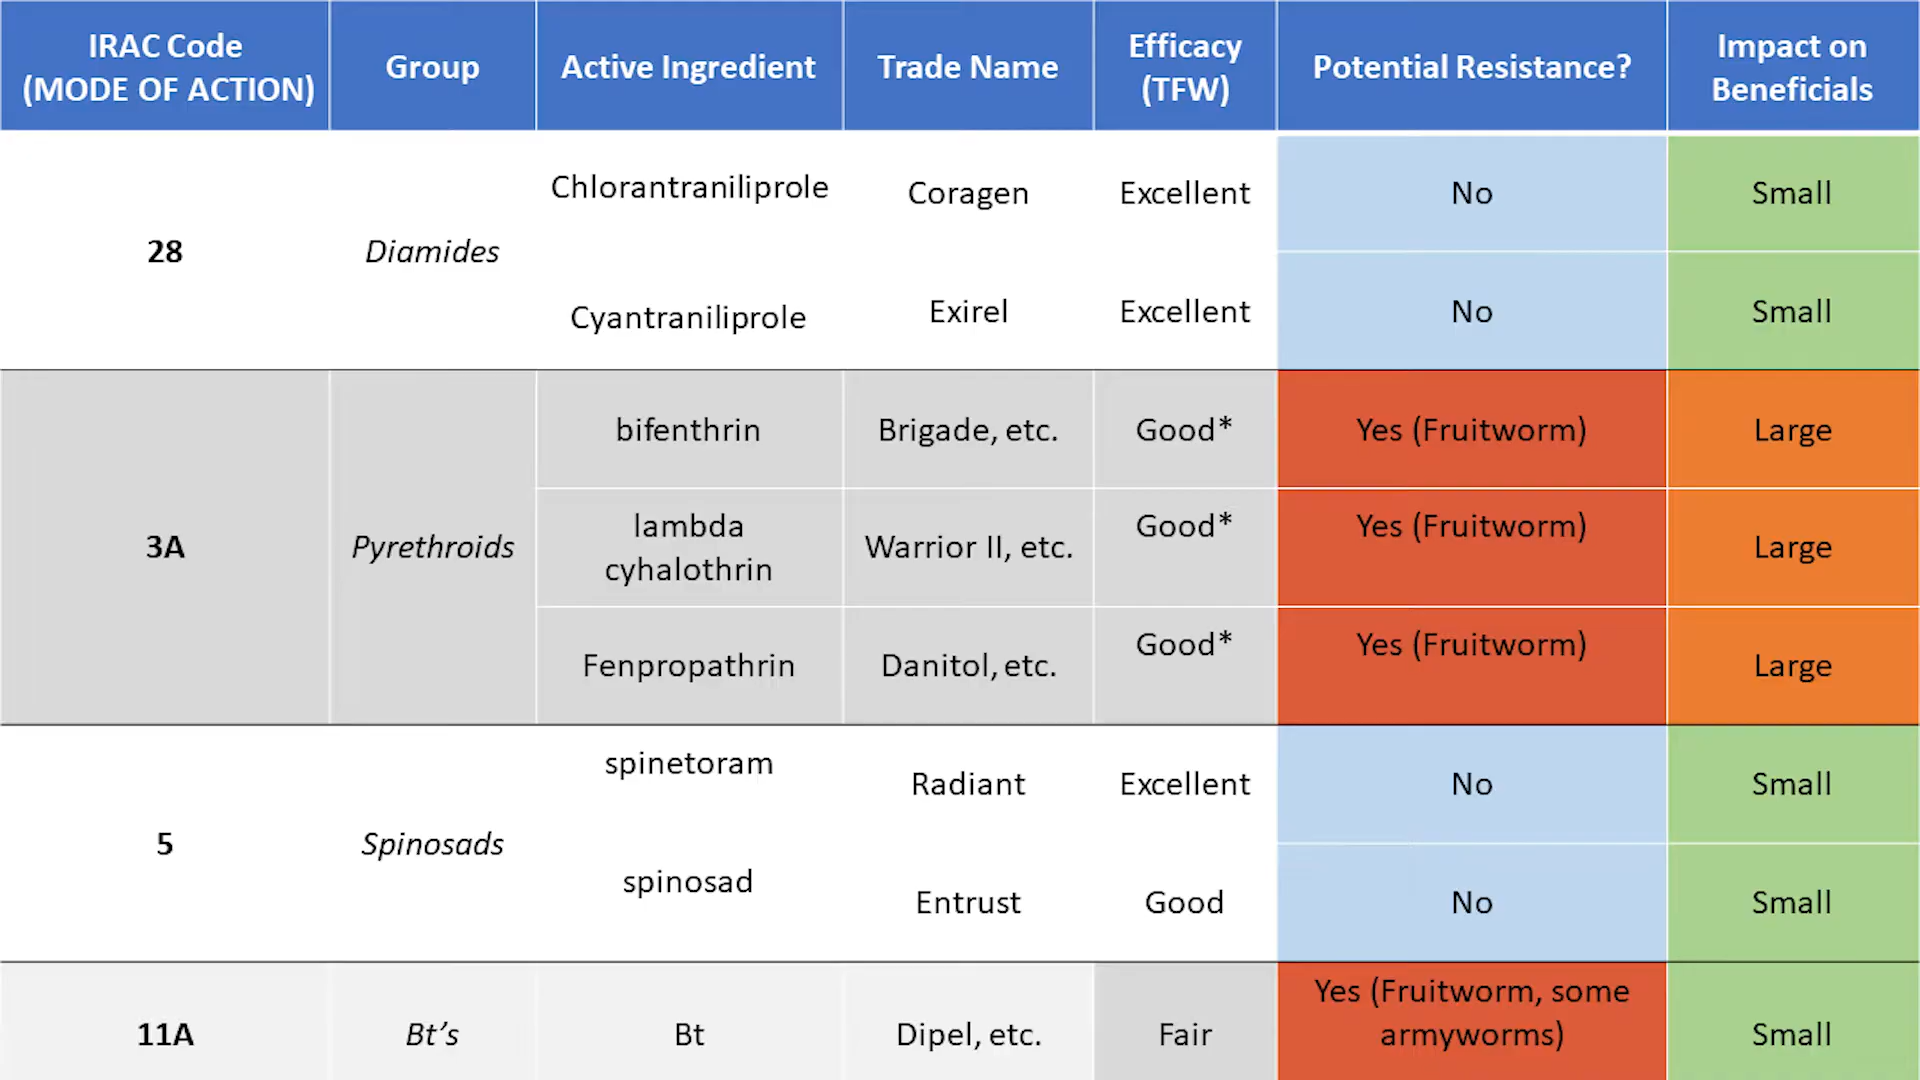 IRAC Code
(MODE OF ACTION)
Group
Active Ingredient
Trade Name
Efficacy
(TFW)
Potential Resistance?
Impact on
Beneficials
28
Diamides
Chlorantraniliprole
Coragen
Excellent
No
Small
Cyantraniliprole
Exirel
Excellent
No
Small
3A
Pyrethroids
bifenthrin
Brigade, etc.
Good*
Yes (Fruitworm)
Large
lambda
cyhalothrin
Warrior II, etc.
Good*
Yes (Fruitworm)
Large
Fenpropathrin
Danitol, etc.
Good*
Yes (Fruitworm)
Large
5
Spinosads
spinetoram
Radiant
Excellent
No
Small
spinosad
Entrust
Good
No
Small
11A
Bt’s
Bt
Dipel, etc.
Fair
Yes (Fruitworm, some
armyworms)
Small